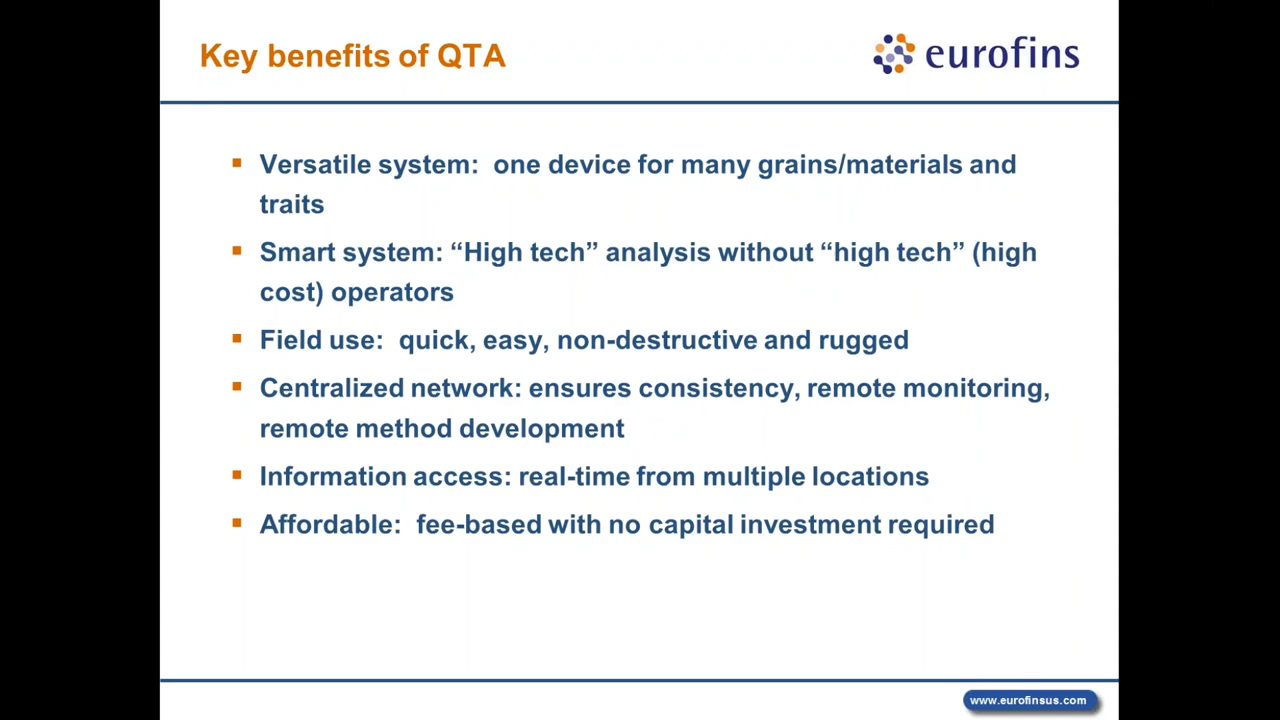 Key benefits of QTA
eurofins
▪ Versatile system:  one device for many grains/materials and
traits
▪ Smart system: “High tech” analysis without “high tech” (high
cost) operators
▪ Field use:  quick, easy, non-destructive and rugged
▪ Centralized network: ensures consistency, remote monitoring,
remote method development
▪ Information access: real-time from multiple locations
▪ Affordable:  fee-based with no capital investment required
www.eurofinsus.com